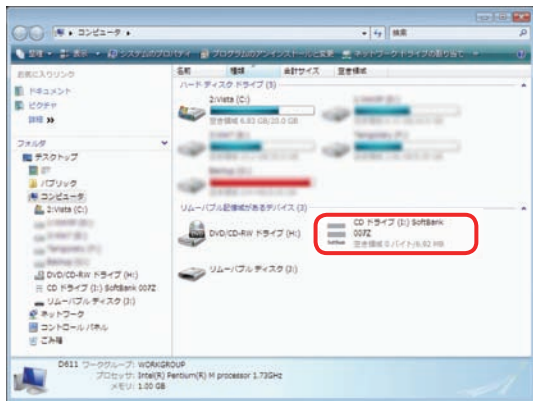 コンピュータ
検索
整理 表示 システムのプロパティ プログラムのアンインストールと変更 ネットワーク ドライブの割り当て
お気に入りリンク
ドキュメント
ピクチャ
詳細
フォルダ
デスクトップ
パブリック
コンピュータ
2:Vista (C:)
DVD/CD-RW ドライブ (H:)
CD ドライブ (I:) SoftBank 007Z
リムーバブル ディスク (J:)
ネットワーク
コントロール パネル
ごみ箱
名前 種類 合計サイズ 空き領域
ハード ディスク ドライブ (5)
2:Vista (C:)
空き領域 6.93 GB/20.0 GB
リムーバブル記憶域があるデバイス (3)
DVD/CD-RW ドライブ (H:)
CD ドライブ (I:) SoftBank
007Z
空き領域 0 バイト/6.92 MB
リムーバブル ディスク (J:)
D611 ワークグループ: WORKGROUP
プロセッサ: Intel(R) Pentium(R) M processor 1.73GHz
メモリ: 1.00 GB